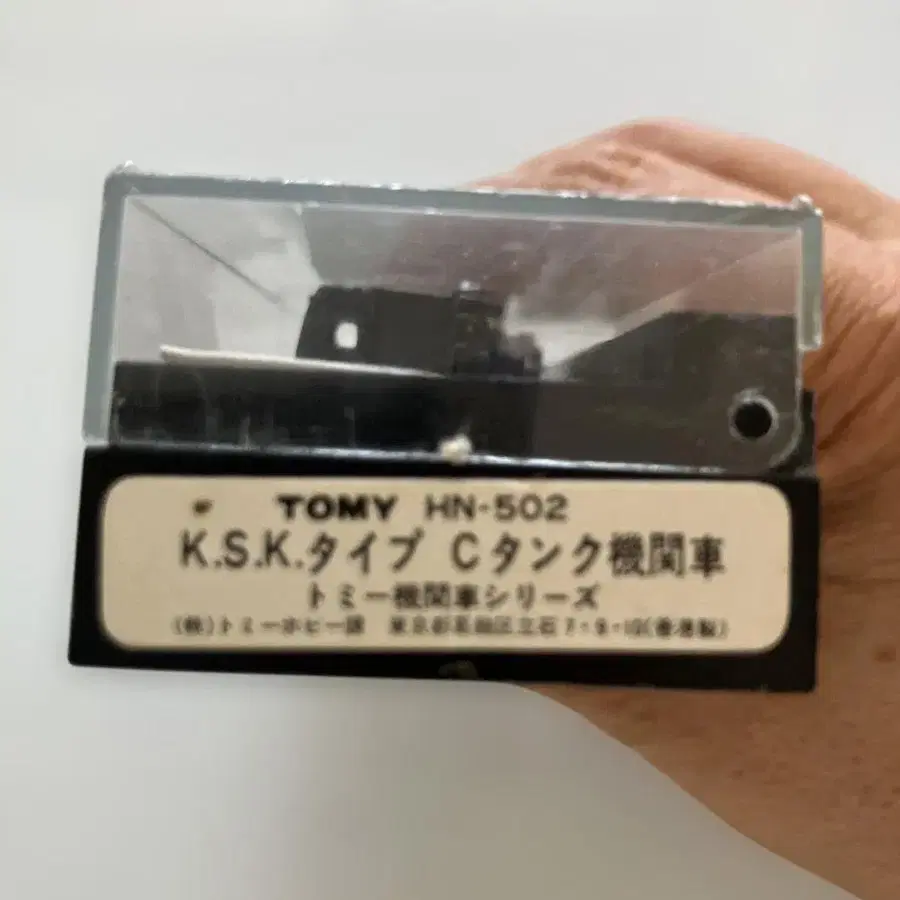 TOMY HN-502
K.S.K.タイプ Cタンク機関車
トミー機関車シリーズ
(株)トミーホビー課 東京都葛飾区立石7・9・10(香港製)